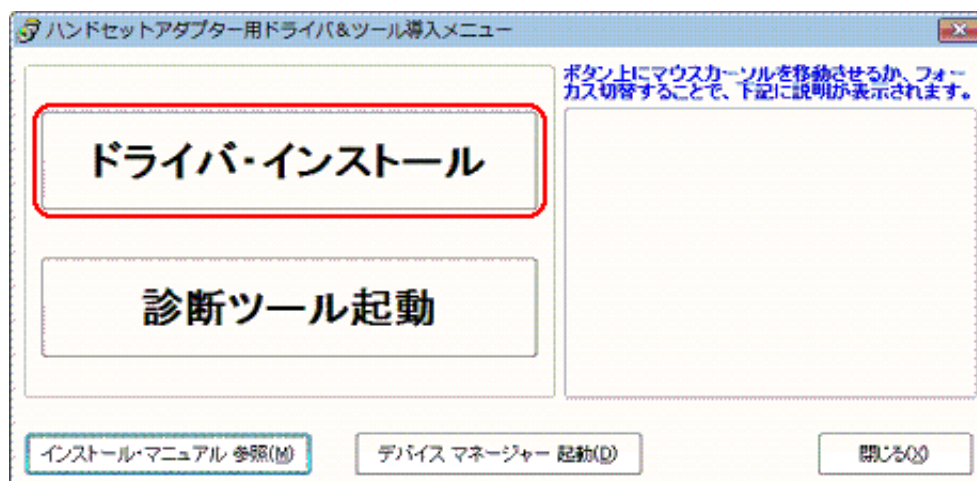 ハンドセットアダプター用ドライバ&ツール導入メニュー
ボタン上にマウスカーソルを移動させるか、フォー
カス切替することで、下記に説明が表示されます。
ドライバ・インストール
診断ツール起動
インストール・マニュアル 参照(M)
デバイス マネージャー 起動(D)
閉じる(X)